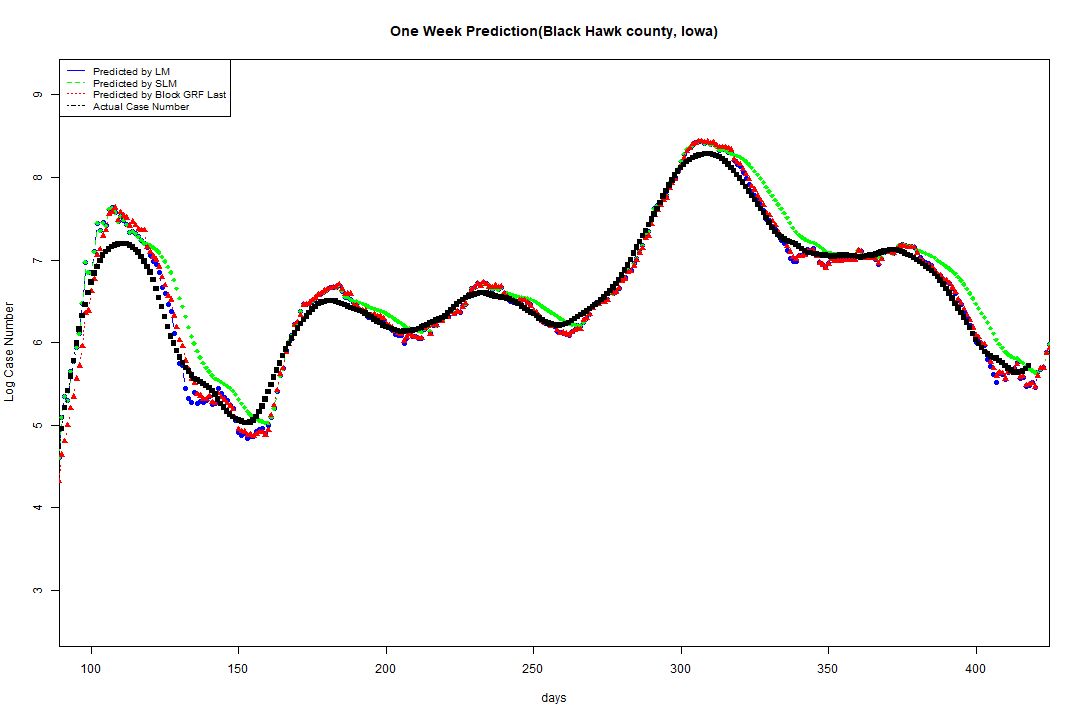 One Week Prediction(Black Hawk county, Iowa)
Predicted by LM
Predicted by SLM
Predicted by Block GRF Last
Actual Case Number
9
8
7
6
5
4
3
Log Case Number
100 150 200 250 300 350 400
days